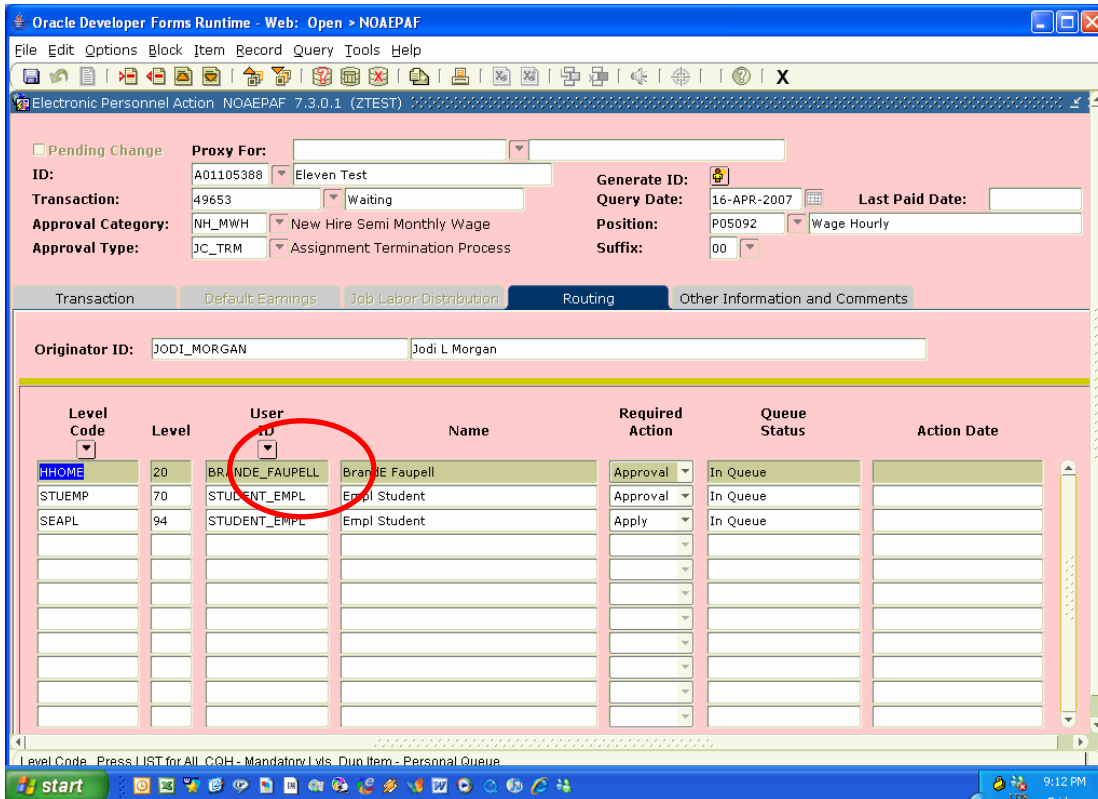 Oracle Developer Forms Runtime - Web: Open > NOAEPAF
File Edit Options Block Item Record Query Tools Help
X
Electronic Personnel Action NOAEPAF 7.3.0.1 (ZTEST)
Pending Change Proxy For:
ID: A01105388 Eleven Test Generate ID:
Transaction: 49653 Waiting Query Date: 16-APR-2007 Last Paid Date:
Approval Category: NH_MWH New Hire Semi Monthly Wage Position: P05092 Wage Hourly
Approval Type: JC_TRM Assignment Termination Process Suffix: 00
Transaction Default Earnings Job Labor Distribution Routing Other Information and Comments
Originator ID: JODI_MORGAN Jodi L Morgan
Level User Required Queue
Code Level ID Name Action Status Action Date
HHOME 20 BRANDE_FAUPELL BrandE Faupell Approval In Queue
STUEMP 70 STUDENT_EMPL Empl Student Approval In Queue
SEAPL 94 STUDENT_EMPL Empl Student Apply In Queue
Level Code Press LIST for All, CQH - Mandatory Lvls, Dup Item - Personal Queue
start 9:12 PM